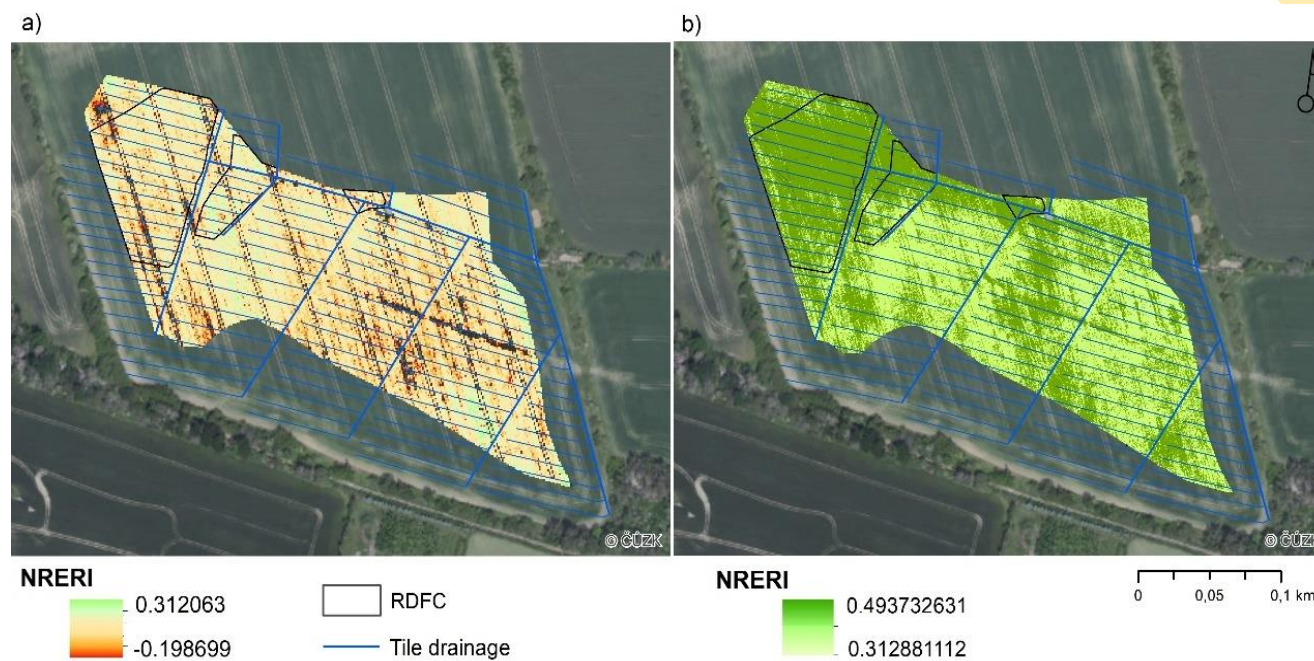 a)
b)
© ČÚZK
© ČÚZK
NRERI
0.312063
-0.198699
RDFC
Tile drainage
NRERI
0.493732631
0.312881112
0 0,05 0,1 km